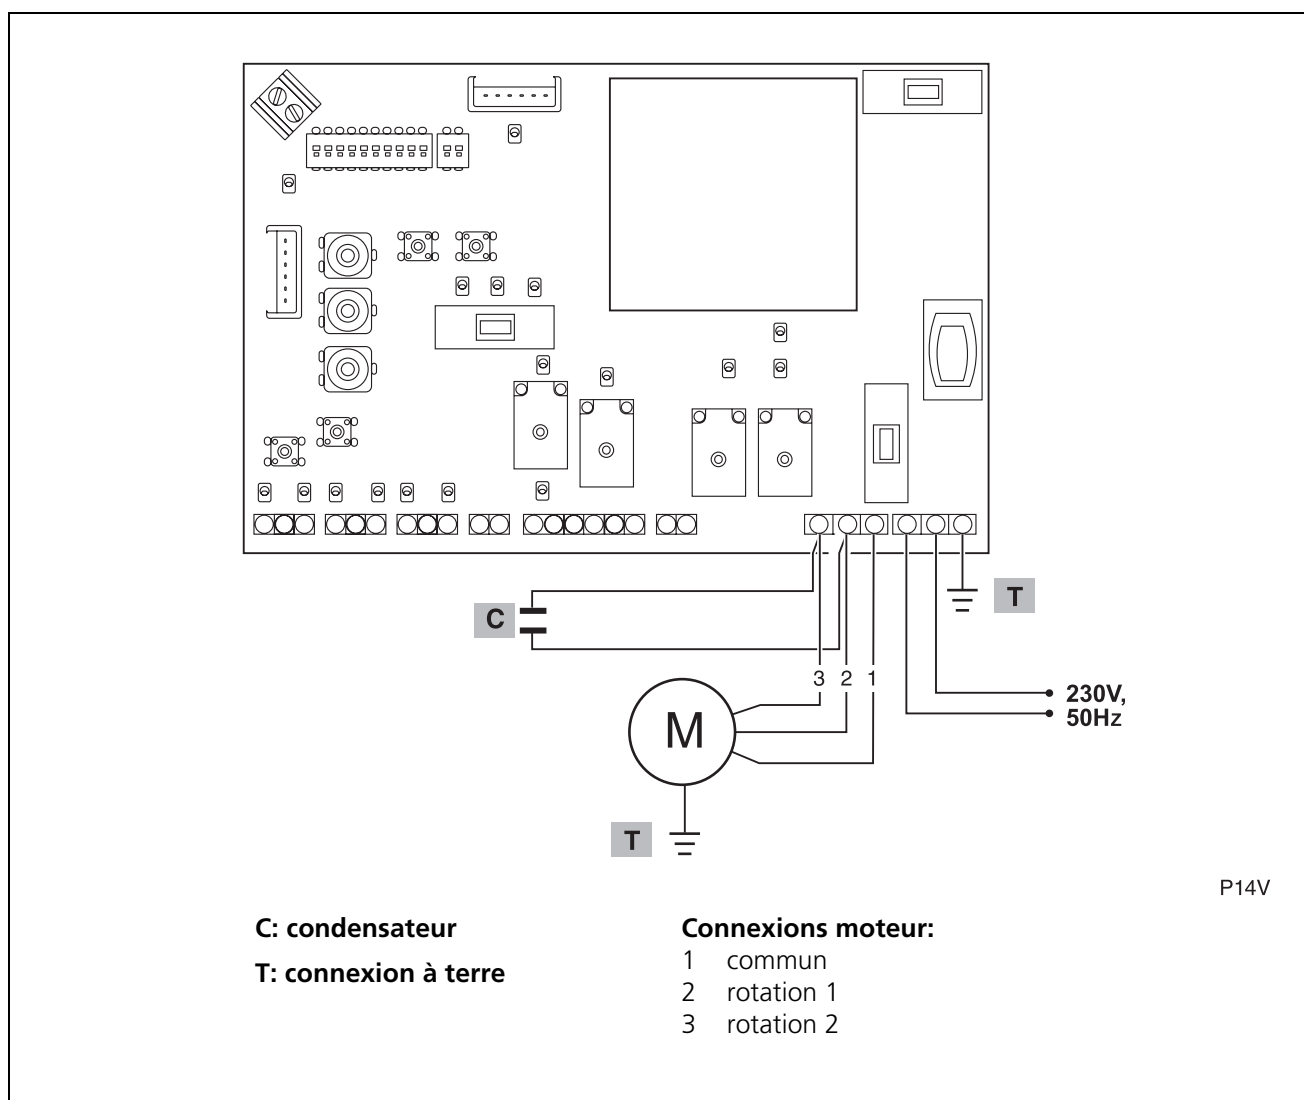 C
T
3 2 1
230V,
50Hz
M
T
P14V
C: condensateur
T: connexion à terre
Connexions moteur:
1 commun
2 rotation 1
3 rotation 2